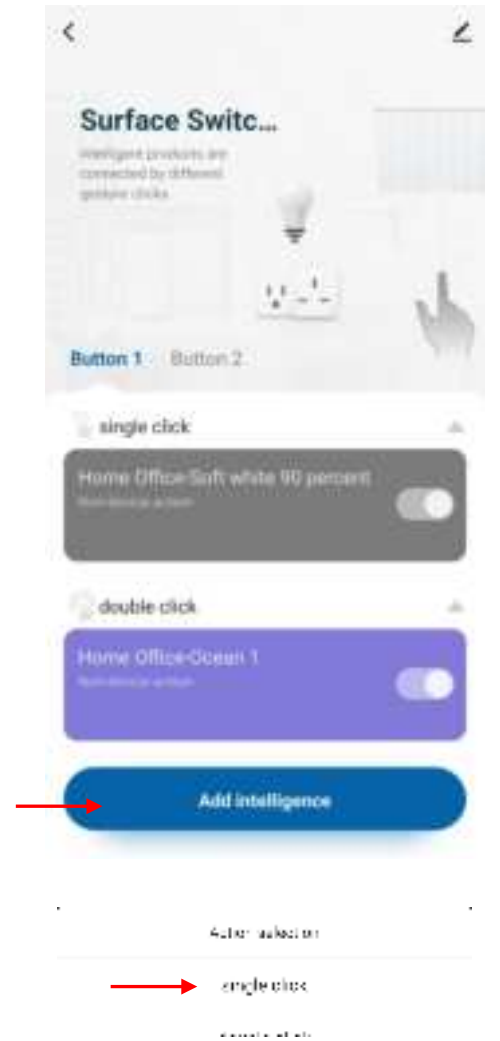 Surface Switc...
Intelligent products are
connected by different
gesture clicks
Button 1 Button 2
single click
Home Office-Soft white 90 percent
double click
Home Office-Ocean 1
Add intelligence
Action selection
single click